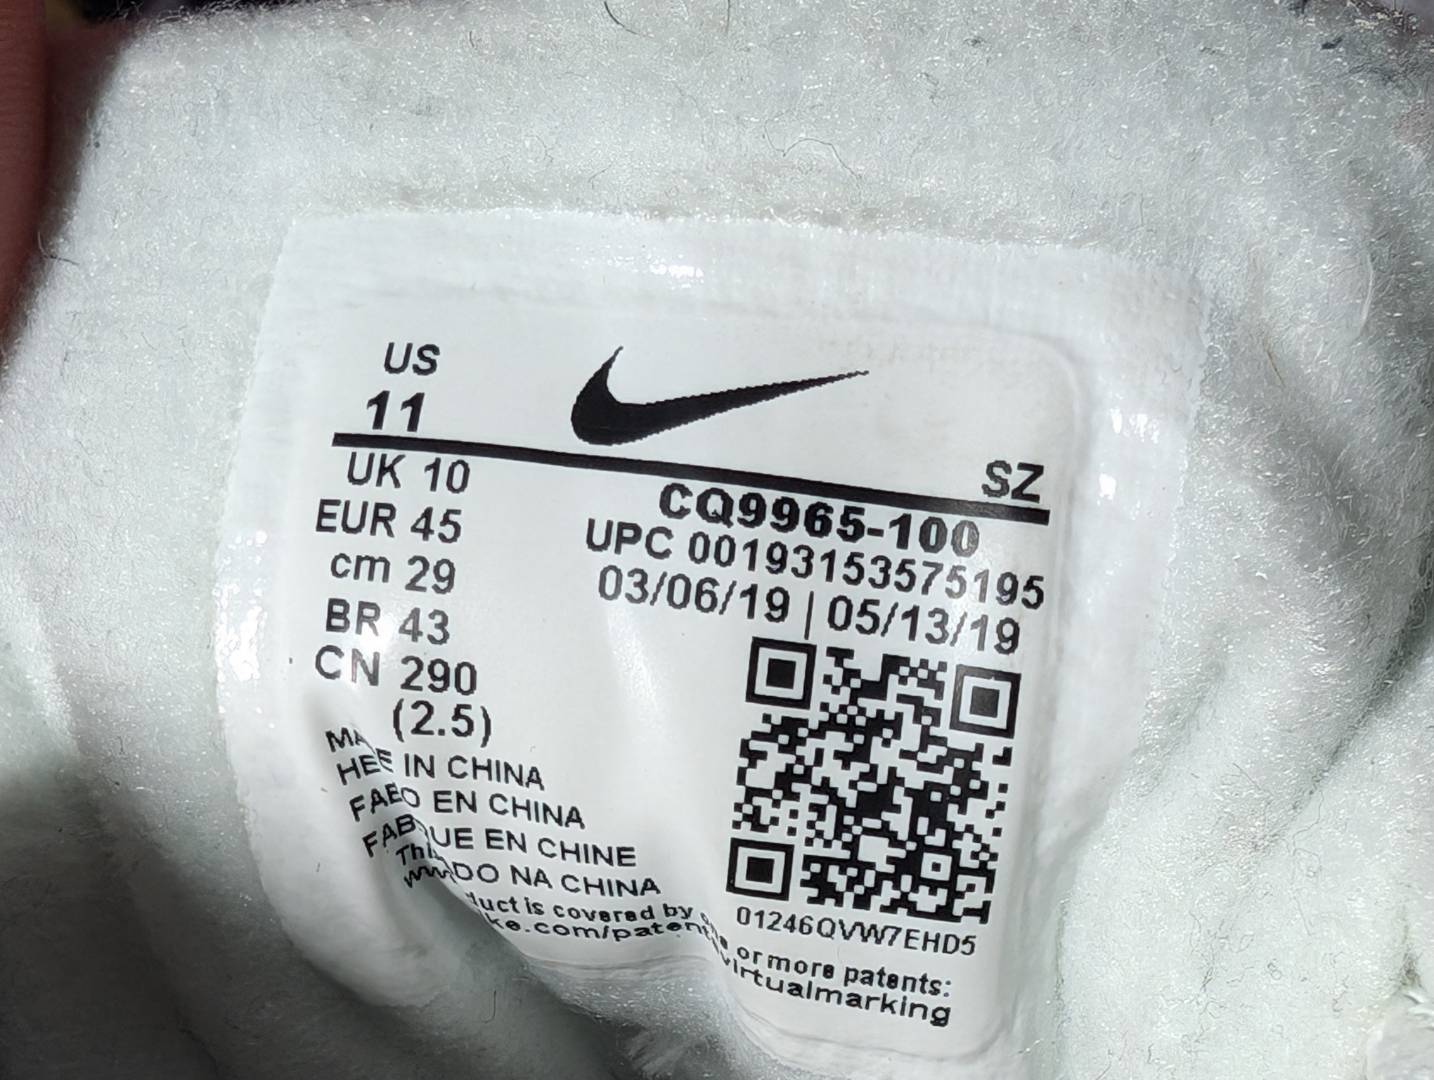 US
11
SZ
UK 10
EUR 45
cm 29
BR 43
CN 290
(2.5)
CQ9965-100
UPC 00193153575195
03/06/19 | 05/13/19
IN CHINA
EN CHINA
EN CHINE
NA CHINA
01246QVW7EHD5
is covered by or more patents: